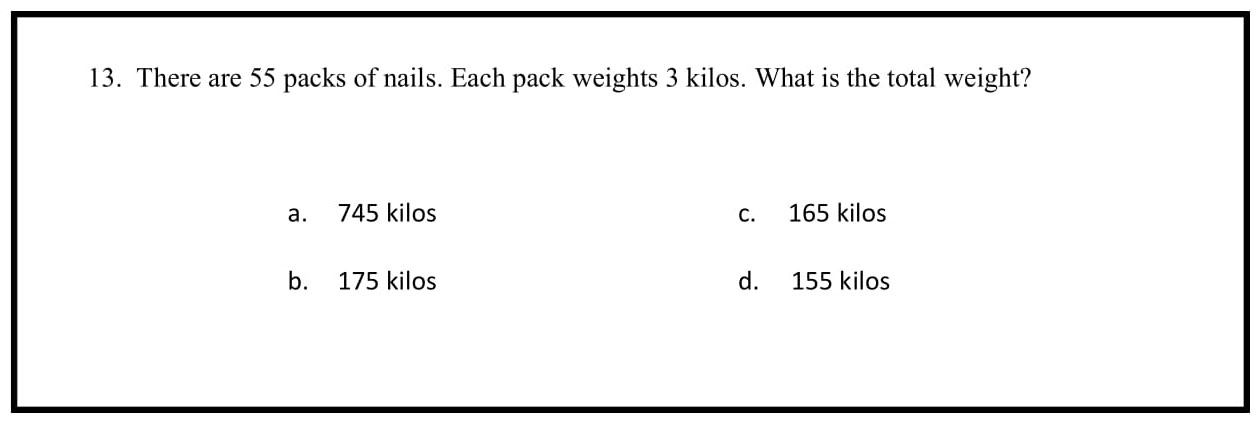 13. There are 55 packs of nails. Each pack weights 3 kilos. What is the total weight?
a. 745 kilos c. 165 kilos
b. 175 kilos d. 155 kilos